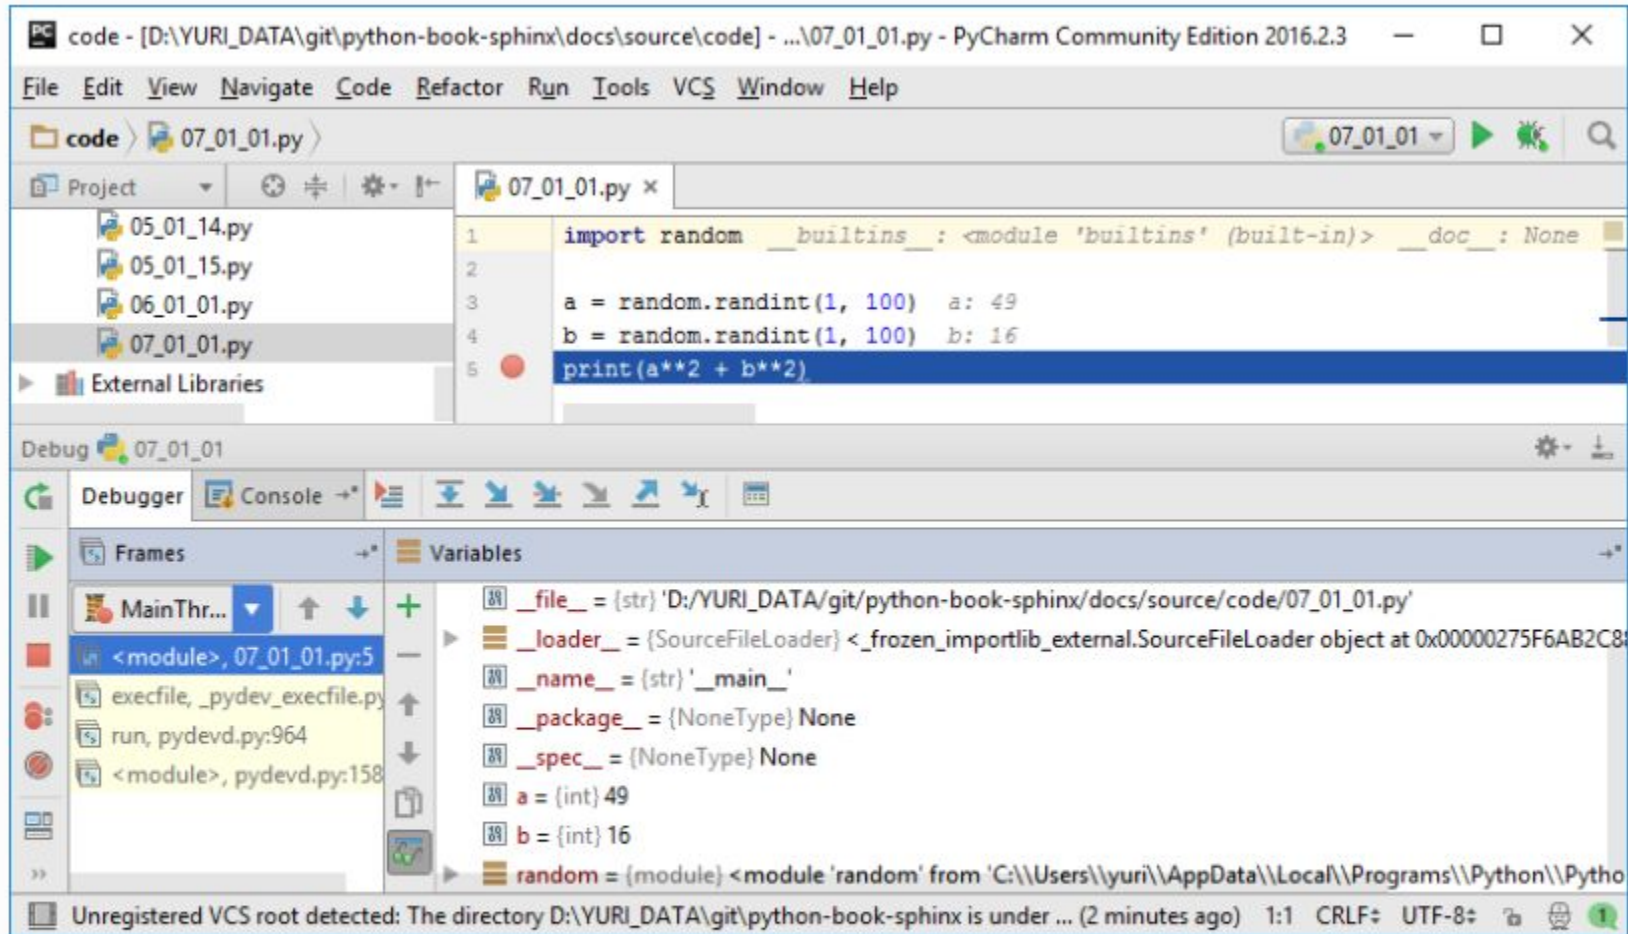 PC code - [D:\YURI_DATA\git\python-book-sphinx\docs\source\code] - ...\07_01_01.py - PyCharm Community Edition 2016.2.3
File Edit View Navigate Code Refactor Run Tools VCS Window Help
code 07_01_01.py
07_01_01
Project
07_01_01.py
05_01_14.py
05_01_15.py
06_01_01.py
07_01_01.py
External Libraries
1 import random __builtins__: <module 'builtins' (built-in)> __doc__: None
2
3 a = random.randint(1, 100) a: 49
4 b = random.randint(1, 100) b: 16
5 print(a**2 + b**2)
Debug 07_01_01
Debugger Console
Frames
MainThr...
<module>, 07_01_01.py:5
execfile, _pydev_execfile.py
run, pydevd.py:964
<module>, pydevd.py:158
Variables
__file__ = {str} 'D:/YURI_DATA/git/python-book-sphinx/docs/source/code/07_01_01.py'
__loader__ = {SourceFileLoader} <_frozen_importlib_external.SourceFileLoader object at 0x00000275F6AB2C8
__name__ = {str} '__main__'
__package__ = {NoneType} None
__spec__ = {NoneType} None
a = {int} 49
b = {int} 16
random = {module} <module 'random' from 'C:\\Users\\yuri\\AppData\\Local\\Programs\\Python\\Pytho
Unregistered VCS root detected: The directory D:\YURI_DATA\git\python-book-sphinx is under ... (2 minutes ago) 1:1 CRLF UTF-8 1